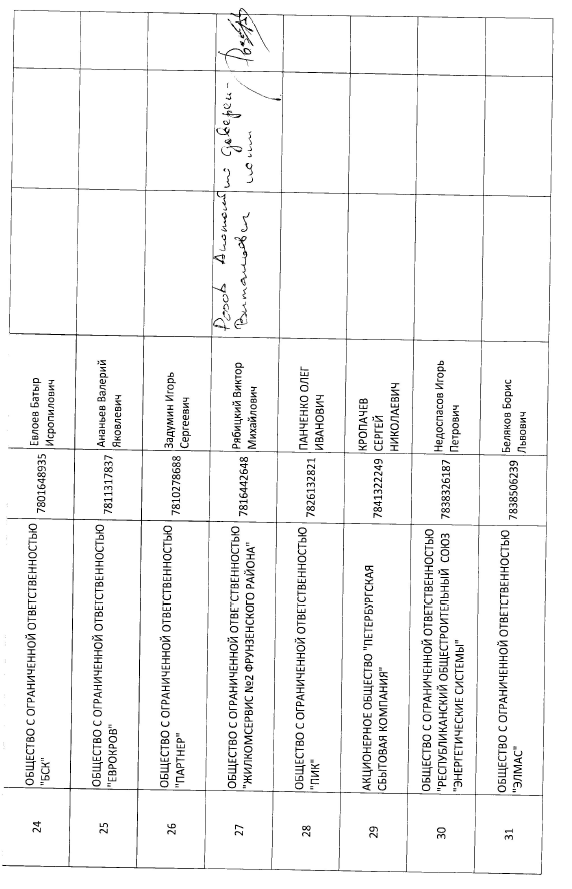 24
ОБЩЕСТВО С ОГРАНИЧЕННОЙ ОТВЕТСТВЕННОСТЬЮ
"БСК"
7801648935
Евлоев Батыр
Исропилович
25
ОБЩЕСТВО С ОГРАНИЧЕННОЙ ОТВЕТСТВЕННОСТЬЮ
"ЕВРОКРОВ"
7811317837
Ананьев Валерий
Яковлевич
26
ОБЩЕСТВО С ОГРАНИЧЕННОЙ ОТВЕТСТВЕННОСТЬЮ
"ПАРТНЕР"
7810278688
Задумин Игорь
Сергеевич
27
ОБЩЕСТВО С ОГРАНИЧЕННОЙ ОТВЕТСТВЕННОСТЬЮ
"ЖИЛКОМСЕРВИС №2 ФРУНЗЕНСКОГО РАЙОНА"
7816442648
Рябицкий Виктор
Михайлович
по доверен-
ности
28
ОБЩЕСТВО С ОГРАНИЧЕННОЙ ОТВЕТСТВЕННОСТЬЮ
"ПИК"
7826132821
ПАНЧЕНКО ОЛЕГ
ИВАНОВИЧ
29
АКЦИОНЕРНОЕ ОБЩЕСТВО "ПЕТЕРБУРГСКАЯ
СБЫТОВАЯ КОМПАНИЯ"
7841322249
КРОПАЧЕВ
СЕРГЕЙ
НИКОЛАЕВИЧ
30
ОБЩЕСТВО С ОГРАНИЧЕННОЙ ОТВЕТСТВЕННОСТЬЮ
"РЕСПУБЛИКАНСКИЙ ОБЩЕСТРОИТЕЛЬНЫЙ СОЮЗ
"ЭНЕРГЕТИЧЕСКИЕ СИСТЕМЫ"
7838326187
Недоспасов Игорь
Петрович
31
ОБЩЕСТВО С ОГРАНИЧЕННОЙ ОТВЕТСТВЕННОСТЬЮ
"ЭЛМАС"
7838506239
Беляков Борис
Львович